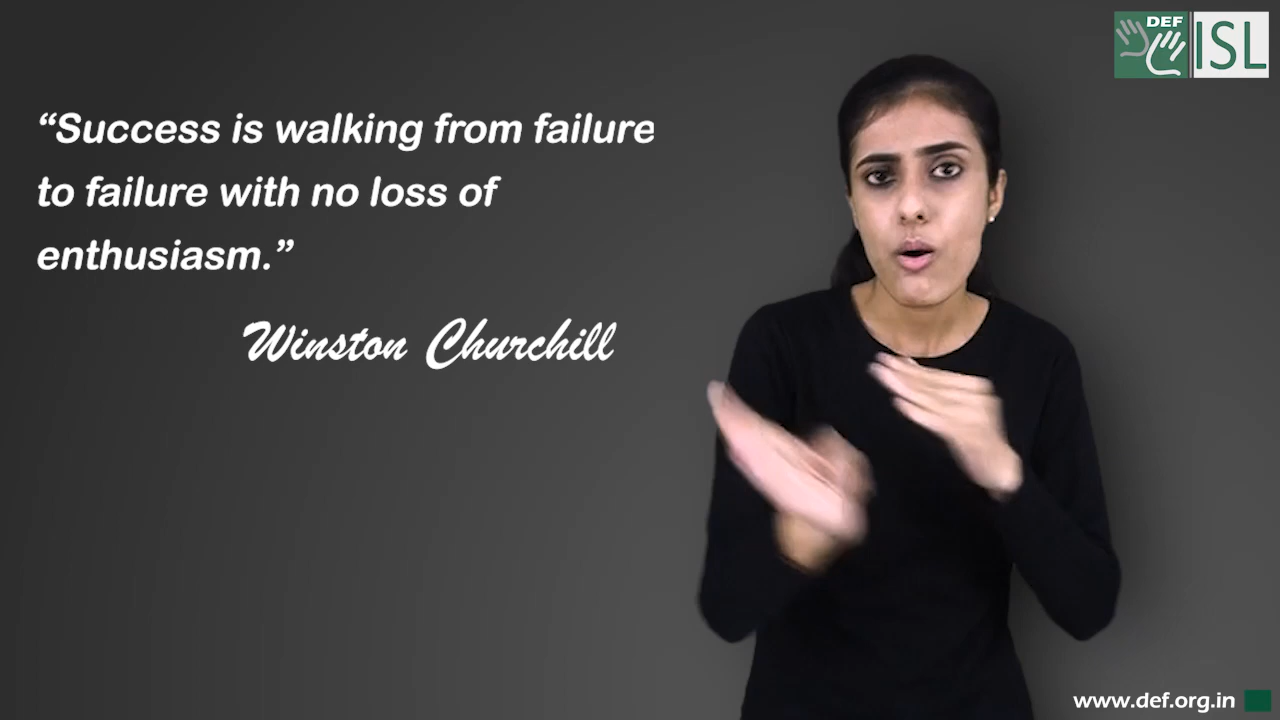 DEF
ISL
“Success is walking from failure
to failure with no loss of
enthusiasm.”
Winston Churchill
www.def.org.in